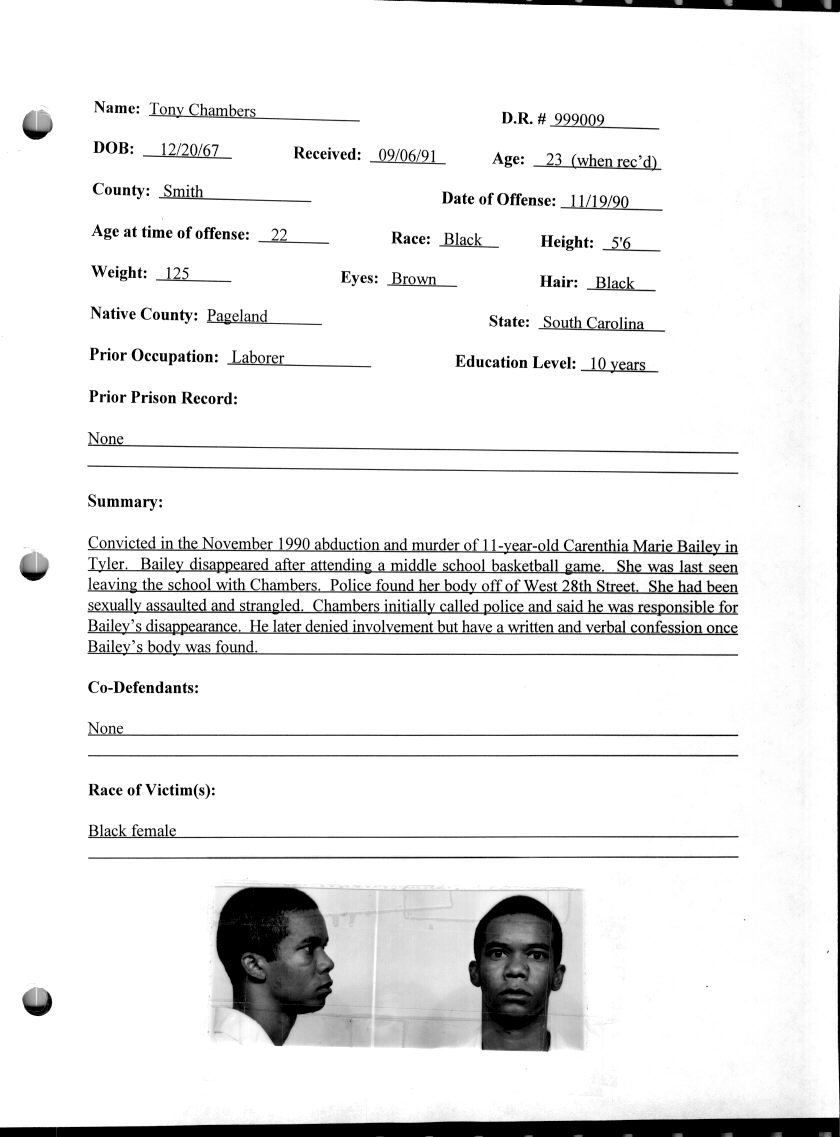 Name: Tony Chambers D.R. # 999009
DOB: 12/20/67 Received: 09/06/91 Age: 23 (when rec'd)
County: Smith Date of Offense: 11/19/90
Age at time of offense: 22 Race: Black Height: 5'6
Weight: 125 Eyes: Brown Hair: Black
Native County: Pageland State: South Carolina
Prior Occupation: Laborer Education Level: 10 years
Prior Prison Record:
None
Summary:
Convicted in the November 1990 abduction and murder of 11-year-old Carenthia Marie Bailey in
Tyler. Bailey disappeared after attending a middle school basketball game. She was last seen
leaving the school with Chambers. Police found her body off of West 28th Street. She had been
sexually assaulted and strangled. Chambers initially called police and said he was responsible for
Bailey's disappearance. He later denied involvement but have a written and verbal confession once
Bailey's body was found.
Co-Defendants:
None
Race of Victim(s):
Black female